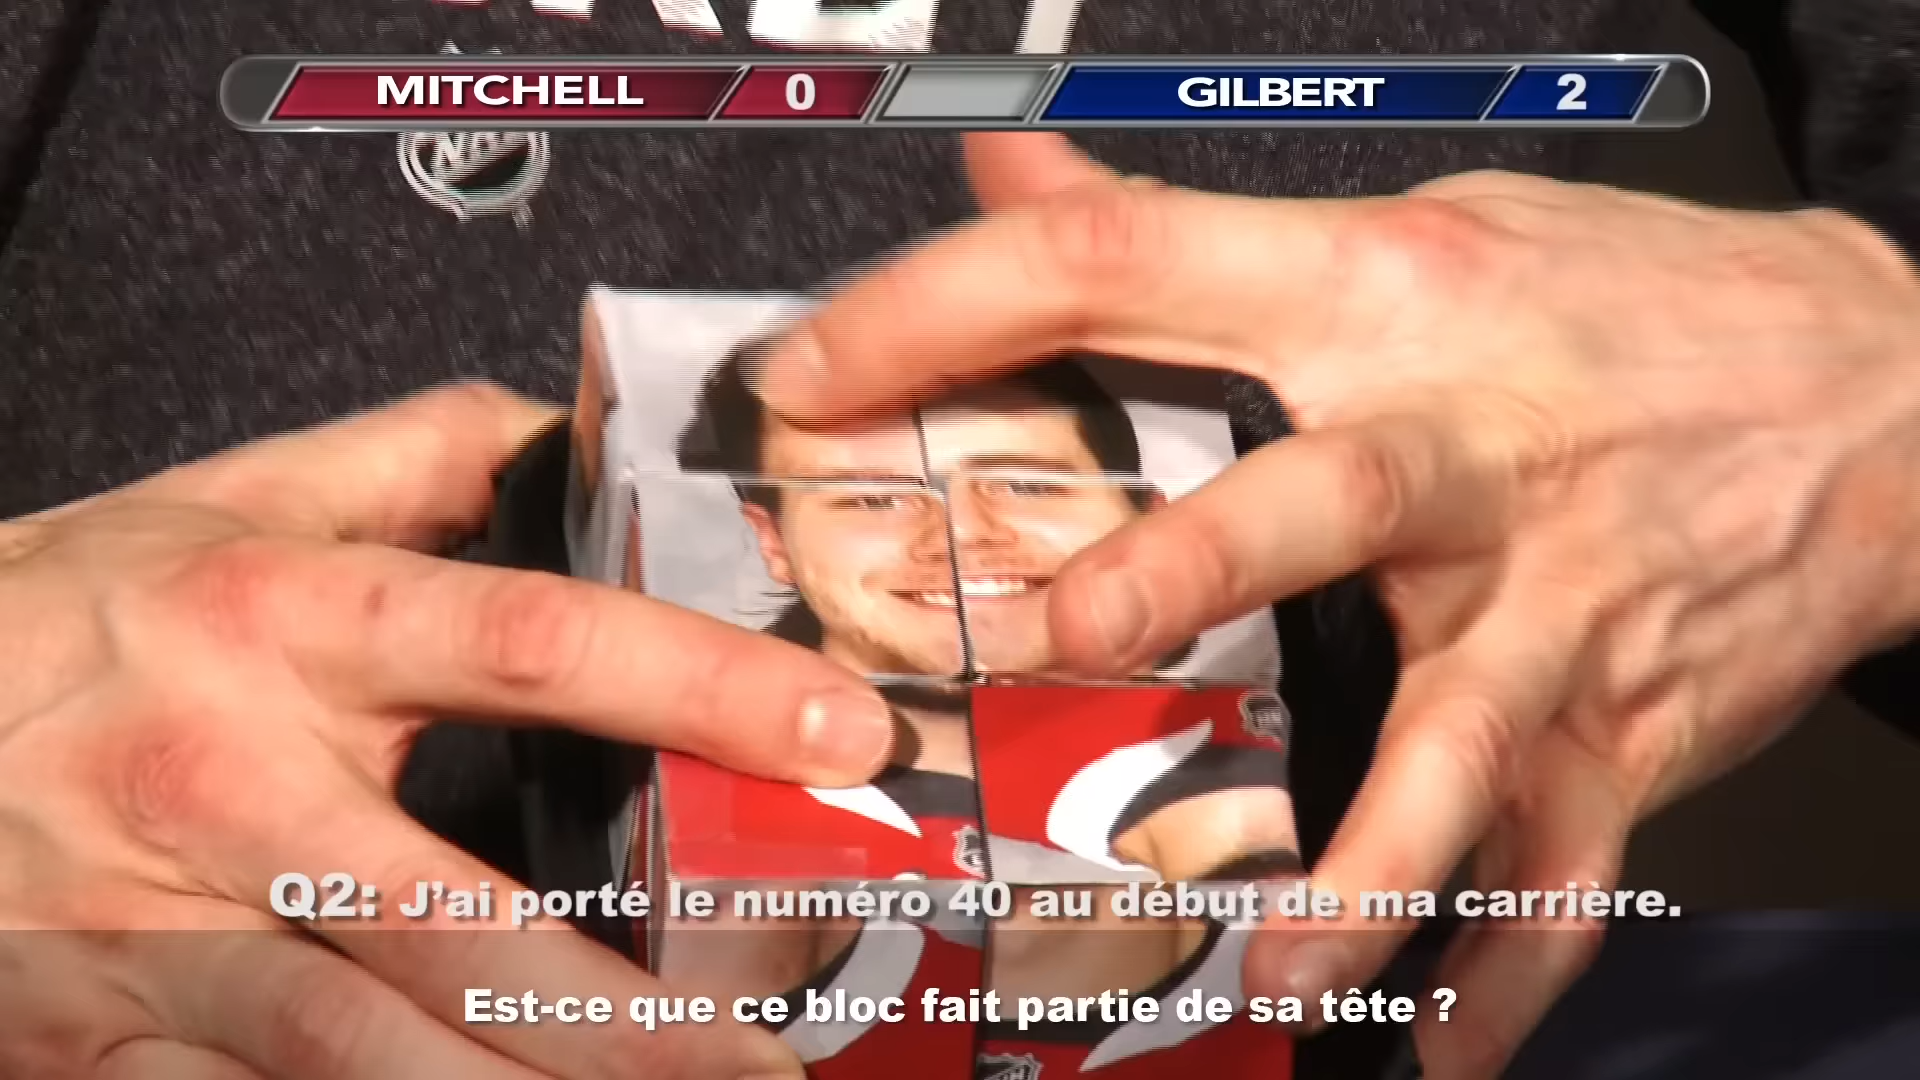 MITCHELL 0 GILBERT 2
Q2: J'ai porté le numéro 40 au début de ma carrière.
Est-ce que ce bloc fait partie de sa tête ?